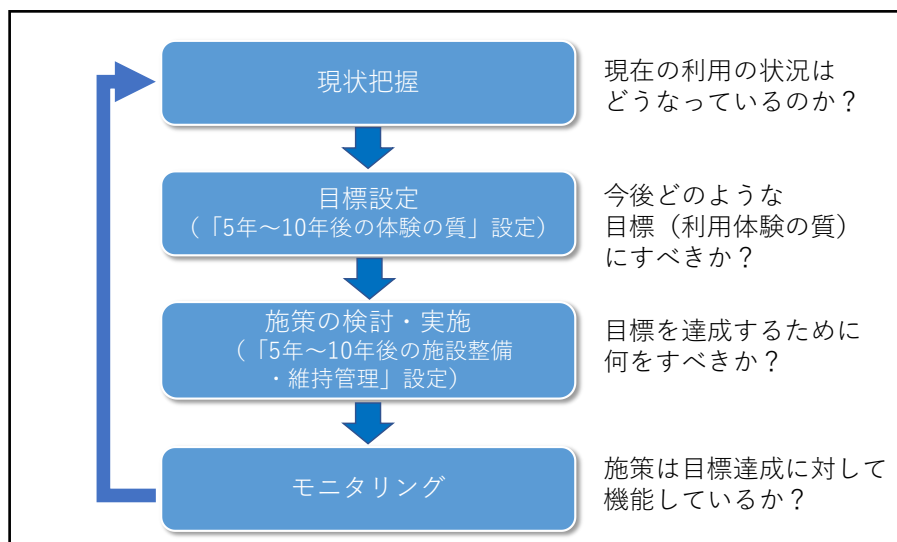 現状把握
現在の利用の状況は
どうなっているのか？
目標設定
（「5年～10年後の体験の質」設定）
今後どのような
目標（利用体験の質）
にすべきか？
施策の検討・実施
（「5年～10年後の施設整備
・維持管理」設定）
目標を達成するために
何をすべきか？
モニタリング
施策は目標達成に対して
機能しているか？